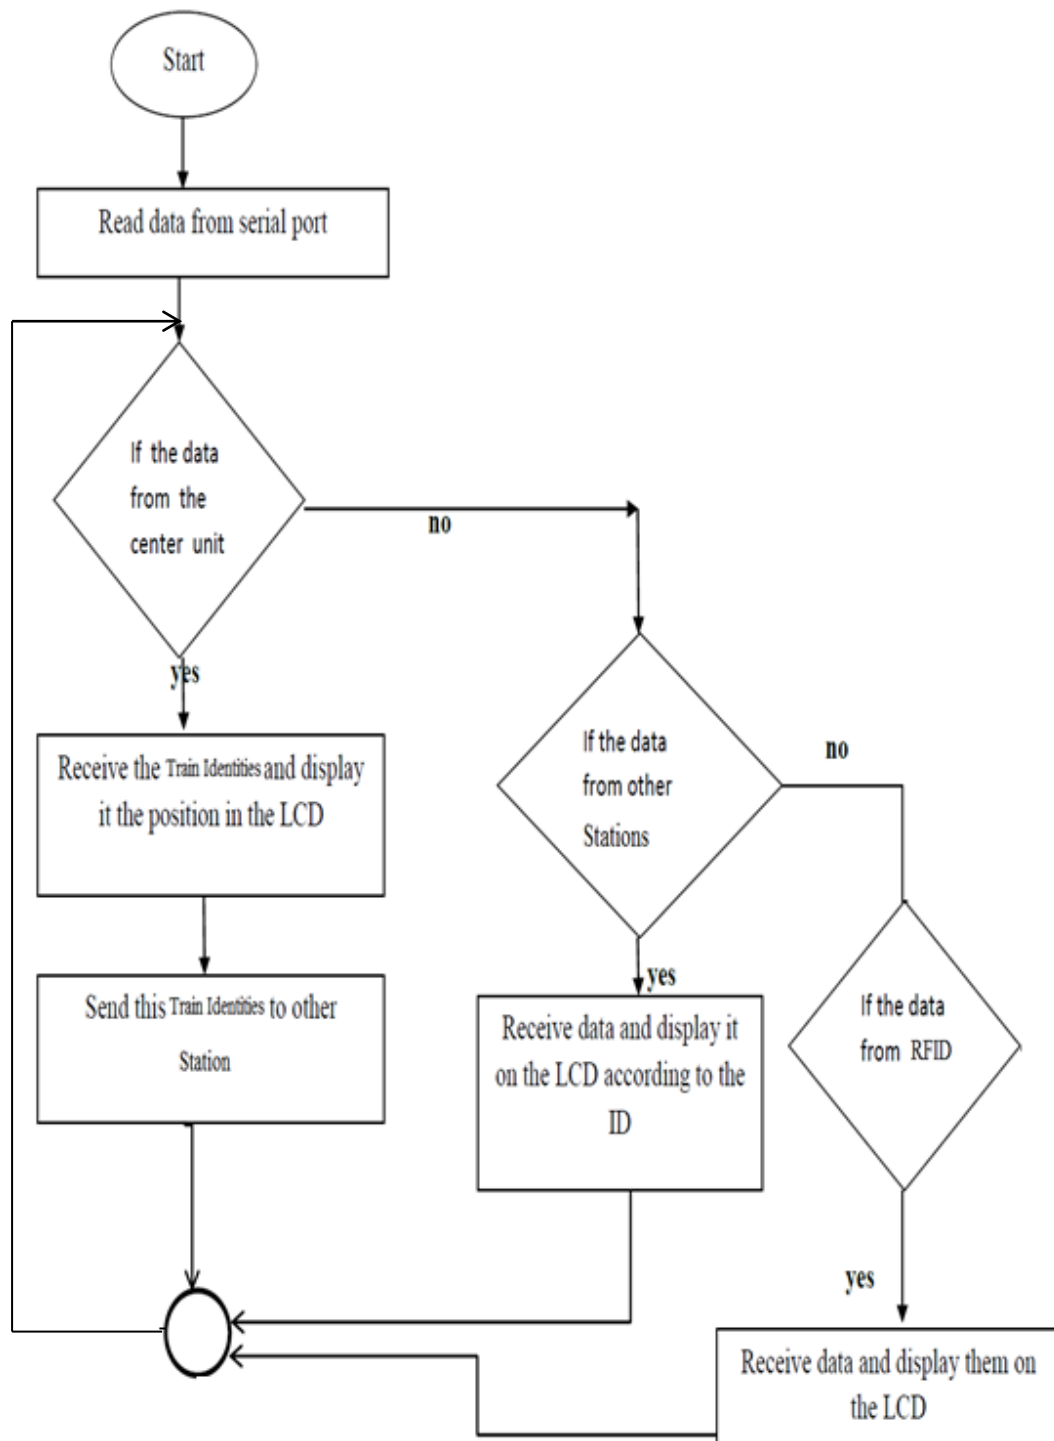 Start
Read data from serial port
If the data
from the
center unit
no
yes
Receive the Train Identities and display
it the position in the LCD
If the data
from other
Stations
no
Send this Train Identities to other
Station
yes
Receive data and display it
on the LCD according to the
ID
If the data
from RFID
yes
Receive data and display them on
the LCD